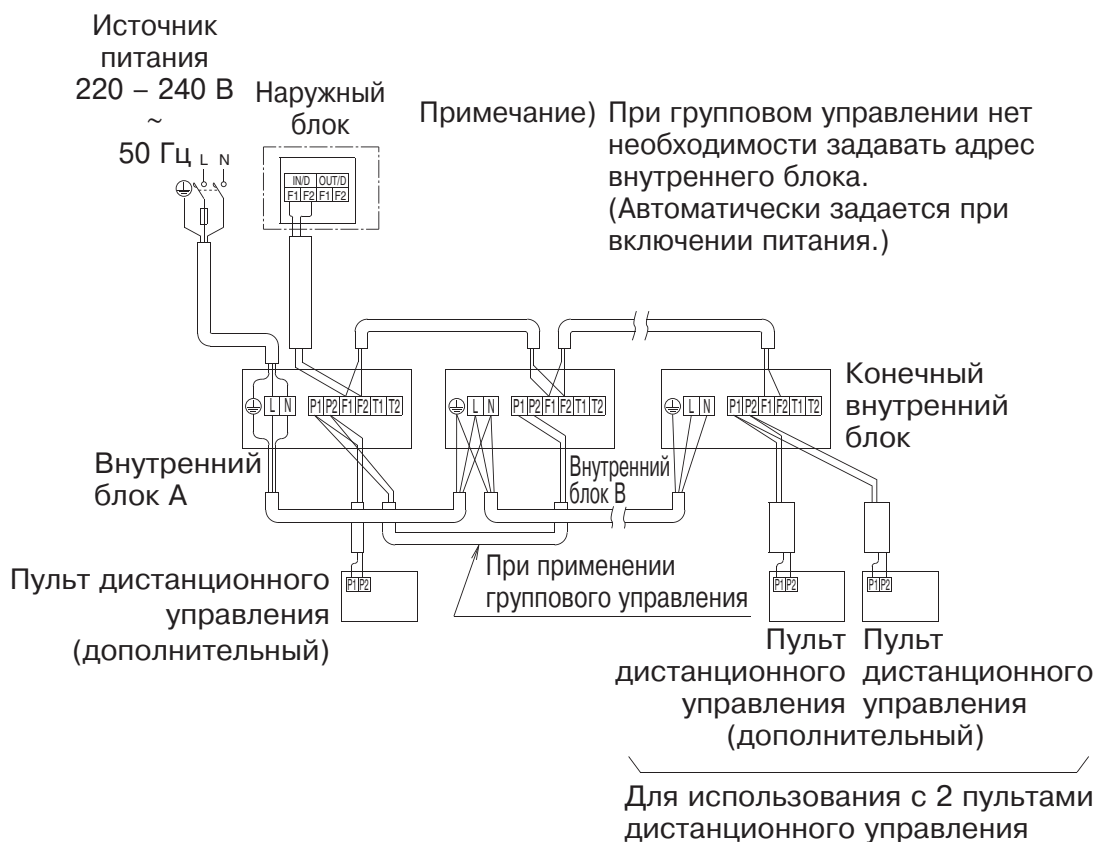 Источник
питания
220 – 240 В
~
50 Гц
L N
Наружный
блок
IN/D OUT/D
F1 F2 F1 F2
Примечание) При групповом управлении нет
необходимости задавать адрес
внутреннего блока.
(Автоматически задается при
включении питания.)
L N P1 P2 F1 F2 T1 T2
L N P1 P2 F1 F2 T1 T2
L N P1 P2 F1 F2 T1 T2
Конечный
внутренний
блок
Внутренний
блок А
Внутренний
блок В
Пульт дистанционного
управления
(дополнительный)
P1 P2
При применении
группового управления
P1 P2
P1 P2
Пульт
дистанционного
управления
Пульт
дистанционного
управления
(дополнительный)
Для использования с 2 пультами
дистанционного управления